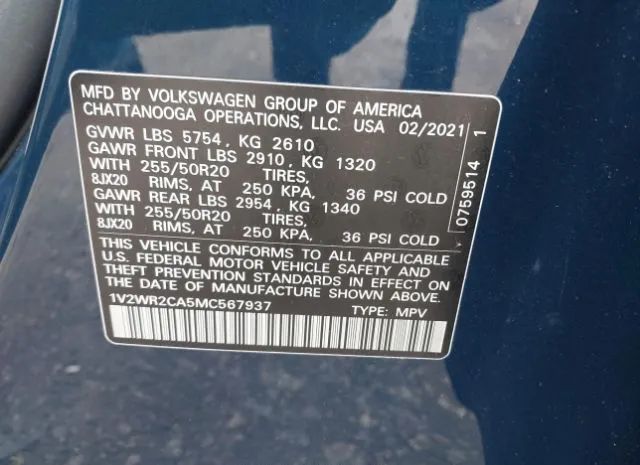 MFD BY VOLKSWAGEN GROUP OF AMERICA
CHATTANOOGA OPERATIONS, LLC. USA 02/2021
GVWR LBS 5754, KG 2610
GAWR FRONT LBS 2910, KG 1320
WITH 255/50R20 TIRES,
8JX20 RIMS, AT 250 KPA, 36 PSI COLD
GAWR REAR LBS 2954, KG 1340
WITH 255/50R20 TIRES,
8JX20 RIMS, AT 250 KPA, 36 PSI COLD
THIS VEHICLE CONFORMS TO ALL APPLICABLE
U.S. FEDERAL MOTOR VEHICLE SAFETY AND
THEFT PREVENTION STANDARDS IN EFFECT ON
DATE OF MANUFACTURE SHOWN ABOVE.
1V2WR2CA5MC567937 TYPE: MPV
0759514 1